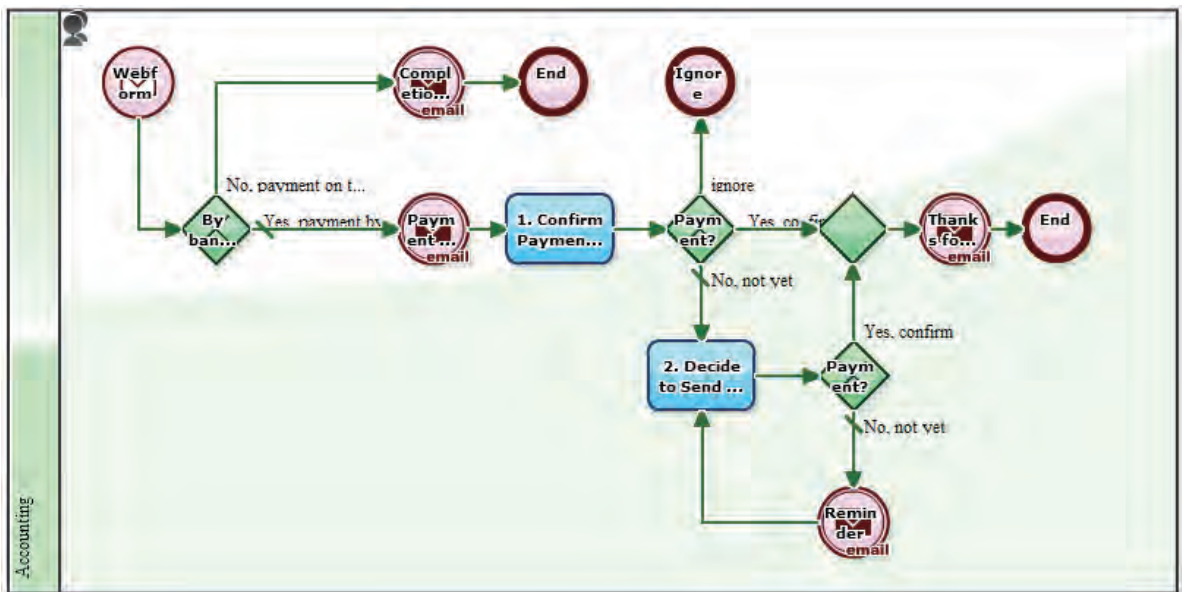 Webf
orm
Compl
etio...
email
End
Ignor
e
No, payment on t...
ignore
By
ban...
Yes, payment by
Paym
ent ...
email
1. Confirm
Paymen...
Paym
ent?
Yes, confi
Thank
s fo...
email
End
No, not yet
2. Decide
to Send ...
Yes, confirm
Paym
ent?
No, not yet
Remin
der
email
Accounting